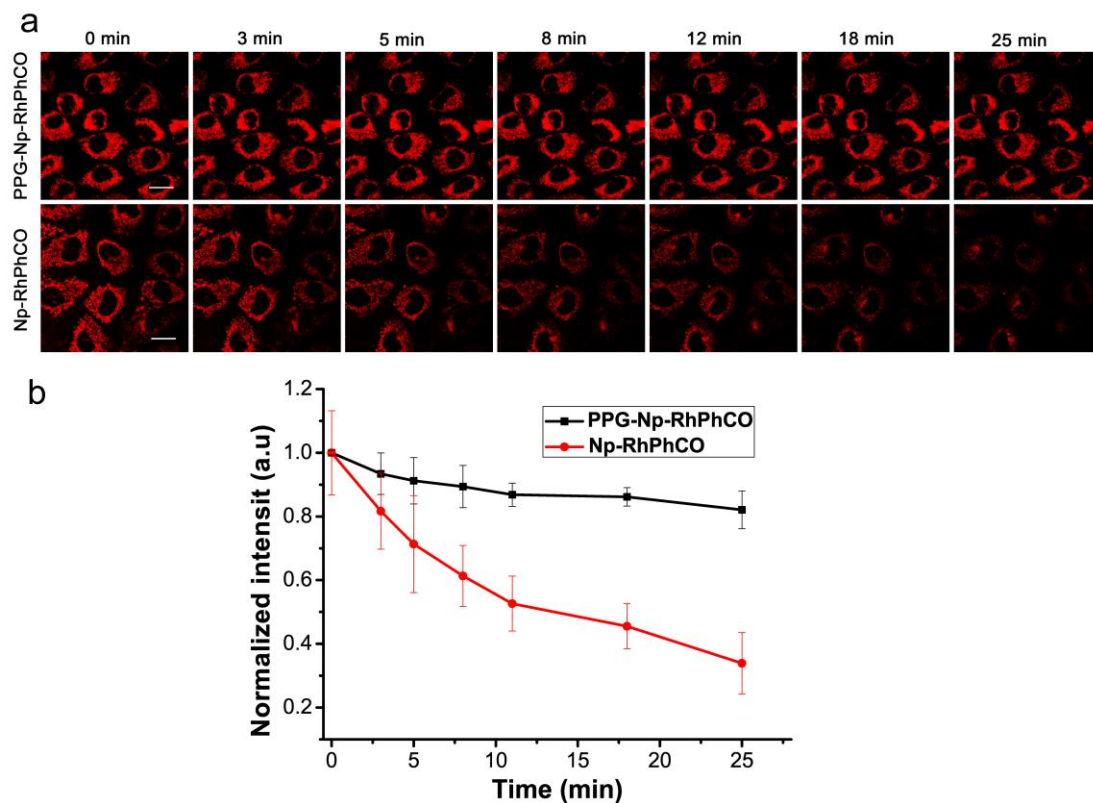 a
0 min 3 min 5 min 8 min 12 min 18 min 25 min
PPG-Np-RhPhCO
Np-RhPhCO
b
Normalized intensit (a.u)
1.2
1.0
0.8
0.6
0.4
0.2
PPG-Np-RhPhCO
Np-RhPhCO
0 5 10 15 20 25
Time (min)